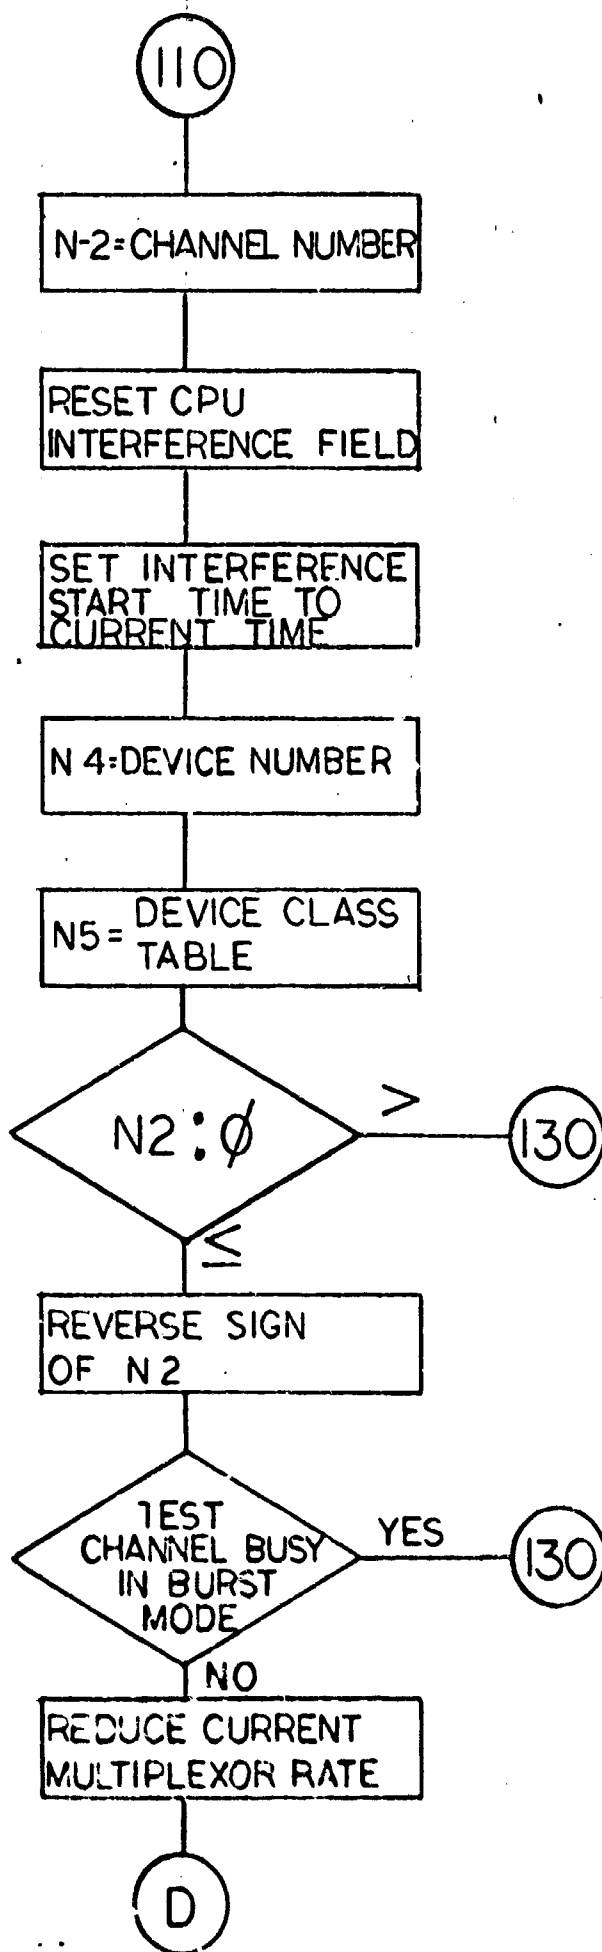 110
N-2=CHANNEL NUMBER
RESET CPU
INTERFERENCE FIELD
SET INTERFERENCE
START TIME TO
CURRENT TIME
N4=DEVICE NUMBER
N5= DEVICE CLASS
TABLE
N2:Ø
>
130
≤
REVERSE SIGN
OF N2
TEST
CHANNEL BUSY
IN BURST
MODE
YES
130
NO
REDUCE CURRENT
MULTIPLEXOR RATE
D